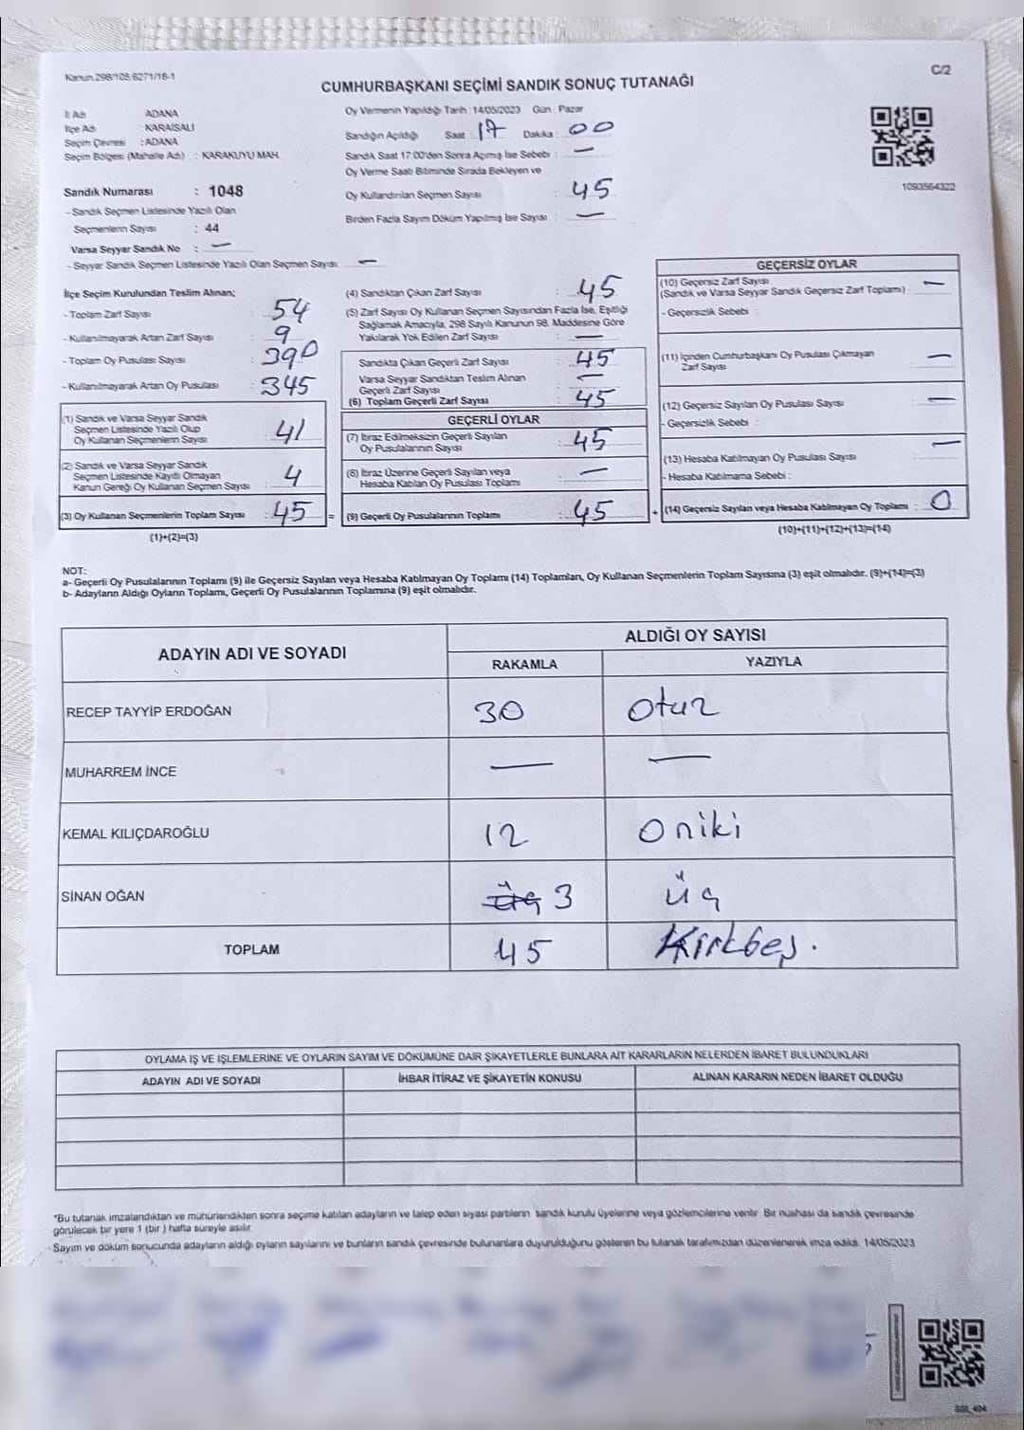 Kanun.298/105.6271/18-1
C/2
CUMHURBAŞKANI SEÇİMİ SANDIK SONUÇ TUTANAĞI
İl Adı ADANA
İlçe Adı : KARAİSALI
Seçim Çevresi : ADANA
Seçim Bölgesi (Mahalle Adı) : KARAKUYU MAH.
Sandık Numarası : 1048
- Sandık Seçmen Listesinde Yazılı Olan
Seçmenlerin Sayısı : 44
Varsa Seyyar Sandık No : —
- Seyyar Sandık Seçmen Listesinde Yazılı Olan Seçmen Sayısı —
Oy Vermenin Yapıldığı Tarih : 14/05/2023 Gün : Pazar
Sandığın Açıldığı Saat 17 Dakika : 00
Sandık Saat 17:00'den Sonra Açılmış İse Sebebi : —
Oy Verme Saati Bitiminde Sırada Bekleyen ve
Oy Kullandırılan Seçmen Sayısı 45
Birden Fazla Sayım Döküm Yapılmış İse Sayısı —
1093564322
İlçe Seçim Kurulundan Teslim Alınan;
- Toplam Zarf Sayısı : 54
- Kullanılmayarak Artan Zarf Sayısı : 9
- Toplam Oy Pusulası Sayısı : 390
- Kullanılmayarak Artan Oy Pusulası : 345
(1) Sandık ve Varsa Seyyar Sandık
Seçmen Listesinde Yazılı Olup
Oy Kullanan Seçmenlerin Sayısı 41
(2) Sandık ve Varsa Seyyar Sandık
Seçmen Listesinde Kayıtlı Olmayan
Kanun Gereği Oy Kullanan Seçmen Sayısı 4
(3) Oy Kullanan Seçmenlerin Toplam Sayısı : 45 =
(1)+(2)=(3)
(4) Sandıktan Çıkan Zarf Sayısı : 45
(5) Zarf Sayısı Oy Kullanan Seçmen Sayısından Fazla İse, Eşitliği
Sağlamak Amacıyla, 298 Sayılı Kanunun 98. Maddesine Göre
Yakılarak Yok Edilen Zarf Sayısı : —
Sandıkta Çıkan Geçerli Zarf Sayısı : 45
Varsa Seyyar Sandıktan Teslim Alınan
Geçerli Zarf Sayısı —
(6) Toplam Geçerli Zarf Sayısı : 45
GEÇERLİ OYLAR
(7) İtiraz Edilmeksizin Geçerli Sayılan
Oy Pusulalarının Sayısı : 45
(8) İtiraz Üzerine Geçerli Sayılan veya
Hesaba Katılan Oy Pusulası Toplamı : —
(9) Geçerli Oy Pusulalarının Toplamı : 45 +
GEÇERSİZ OYLAR
(10) Geçersiz Zarf Sayısı
(Sandık ve Varsa Seyyar Sandık Geçersiz Zarf Toplamı) : —
- Geçersizlik Sebebi :
(11) İçinden Cumhurbaşkanı Oy Pusulası Çıkmayan
Zarf Sayısı —
(12) Geçersiz Sayılan Oy Pusulası Sayısı —
- Geçersizlik Sebebi :
(13) Hesaba Katılmayan Oy Pusulası Sayısı —
- Hesaba Katılmama Sebebi :
(14) Geçersiz Sayılan veya Hesaba Katılmayan Oy Toplamı : 0
(10)+(11)+(12)+(13)=(14)
NOT:
a- Geçerli Oy Pusulalarının Toplamı (9) ile Geçersiz Sayılan veya Hesaba Katılmayan Oy Toplamı (14) Toplamları, Oy Kullanan Seçmenlerin Toplam Sayısına (3) eşit olmalıdır. (9)+(14)=(3)
b- Adayların Aldığı Oyların Toplamı, Geçerli Oy Pusulalarının Toplamına (9) eşit olmalıdır.
ADAYIN ADI VE SOYADI
ALDIĞI OY SAYISI
RAKAMLA YAZIYLA
RECEP TAYYİP ERDOĞAN 30 Otuz
MUHARREM İNCE — —
KEMAL KILIÇDAROĞLU 12 Oniki
SİNAN OĞAN Üç 3 Üç
TOPLAM 45 Kırkbeş.
OYLAMA İŞ VE İŞLEMLERİNE VE OYLARIN SAYIM VE DÖKÜMÜNE DAİR ŞİKAYETLERLE BUNLARA AİT KARARLARIN NELERDEN İBARET BULUNDUKLARI
ADAYIN ADI VE SOYADI İHBAR İTİRAZ VE ŞİKAYETİN KONUSU ALINAN KARARIN NEDEN İBARET OLDUĞU
*Bu tutanak imzalandıktan ve mühürlendikten sonra seçime katılan adayların ve talep eden siyasi partilerin sandık kurulu üyelerine veya gözlemcilerine verilir. Bir nüshası da sandık çevresinde
görülecek bir yere 1 (bir ) hafta süreyle asılır.
Sayım ve döküm sonucunda adayların aldığı oyların sayılarını ve bunların sandık çevresinde bulunanlara duyurulduğunu gösteren bu tutanak tarafımızdan düzenlenerek imza edildi. 14/05/2023